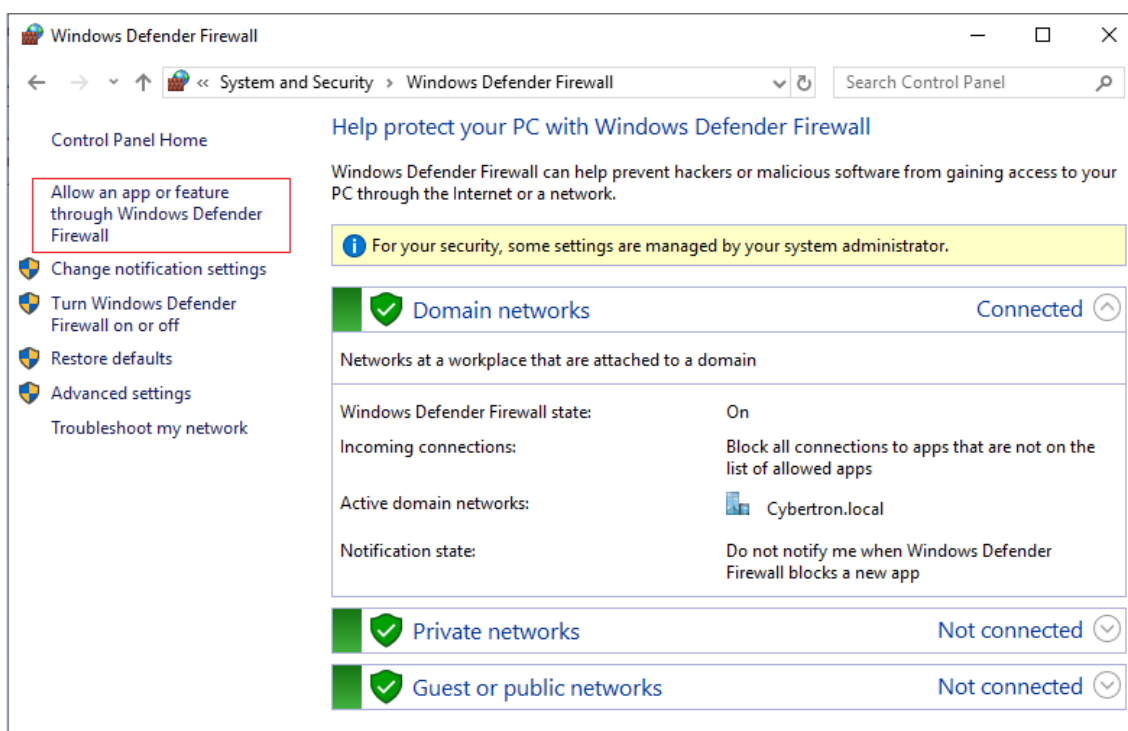 Windows Defender Firewall
« System and Security > Windows Defender Firewall
Search Control Panel
Control Panel Home
Allow an app or feature
through Windows Defender
Firewall
Change notification settings
Turn Windows Defender
Firewall on or off
Restore defaults
Advanced settings
Troubleshoot my network
Help protect your PC with Windows Defender Firewall
Windows Defender Firewall can help prevent hackers or malicious software from gaining access to your
PC through the Internet or a network.
For your security, some settings are managed by your system administrator.
Domain networks Connected
Networks at a workplace that are attached to a domain
Windows Defender Firewall state: On
Incoming connections: Block all connections to apps that are not on the
list of allowed apps
Active domain networks: Cybertron.local
Notification state: Do not notify me when Windows Defender
Firewall blocks a new app
Private networks Not connected
Guest or public networks Not connected